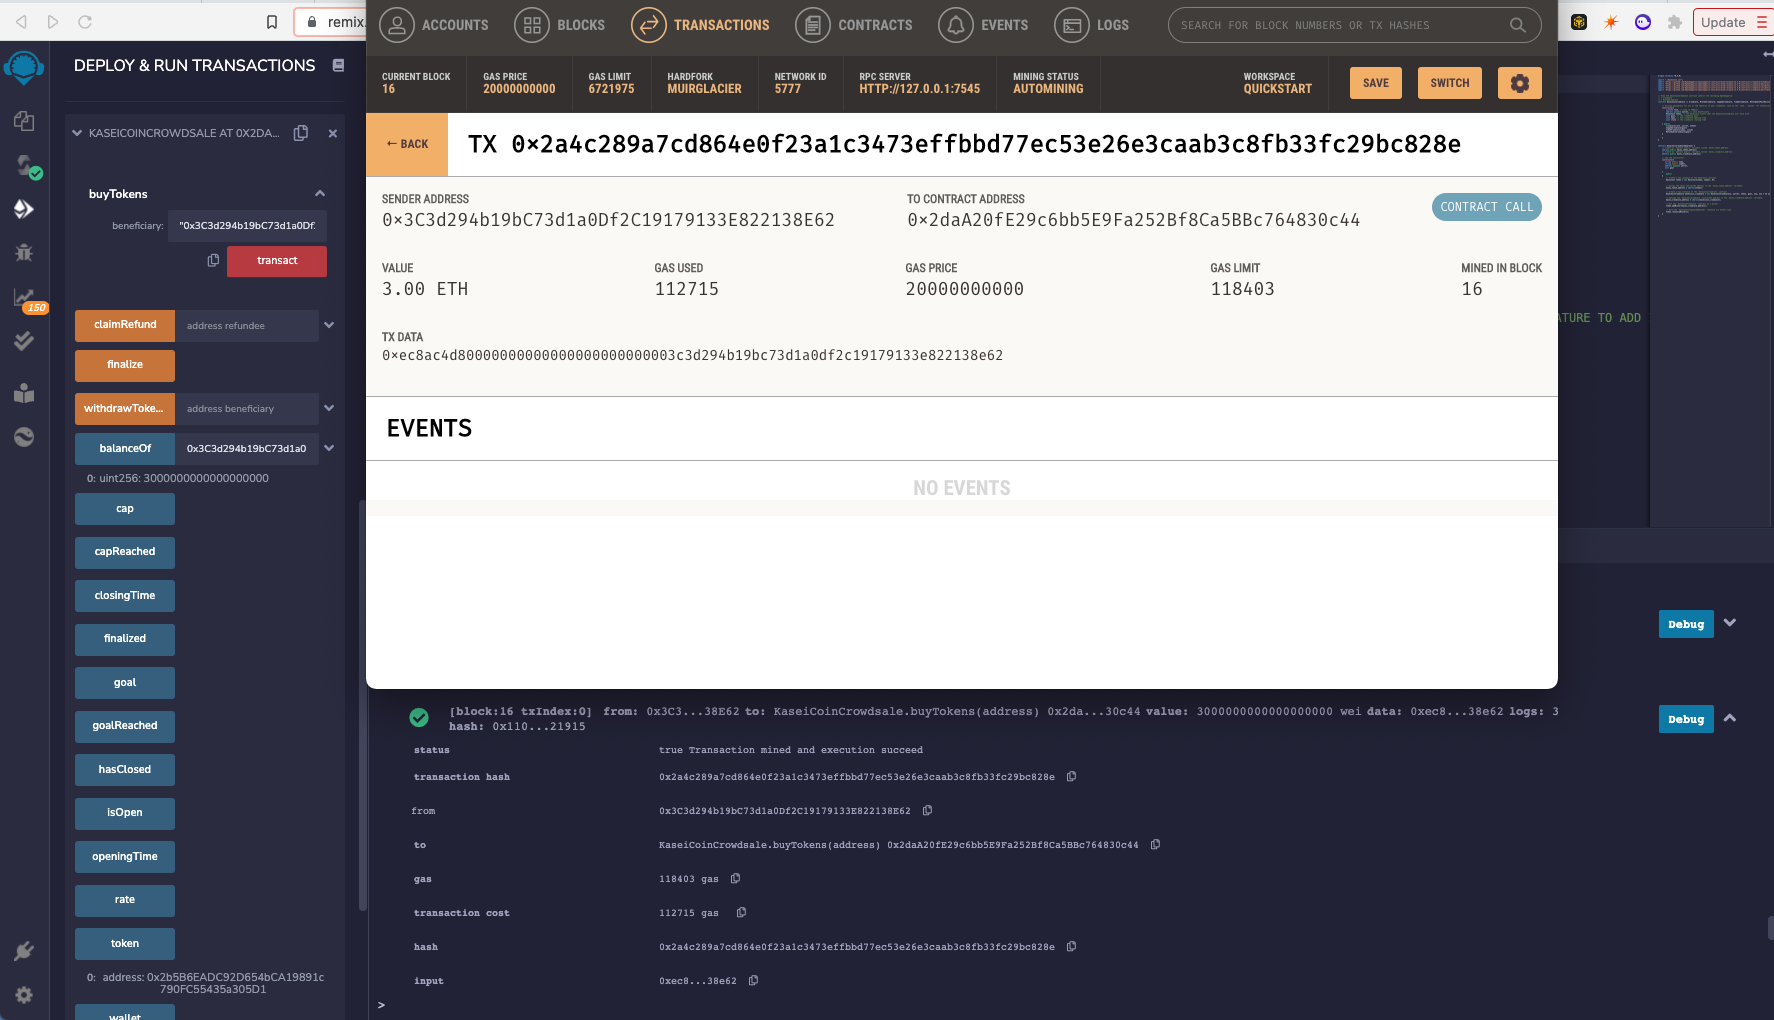 remix.
Update
ACCOUNTS
BLOCKS
TRANSACTIONS
CONTRACTS
EVENTS
LOGS
SEARCH FOR BLOCK NUMBERS OR TX HASHES
CURRENT BLOCK
16
GAS PRICE
20000000000
GAS LIMIT
6721975
HARDFORK
MUIRGLACIER
NETWORK ID
5777
RPC SERVER
HTTP://127.0.0.1:7545
MINING STATUS
AUTOMINING
WORKSPACE
QUICKSTART
SAVE
SWITCH
← BACK
TX 0×2a4c289a7cd864e0f23a1c3473effbbd77ec53e26e3caab3c8fb33fc29bc828e
SENDER ADDRESS
0×3C3d294b19bC73d1a0Df2C19179133E822138E62
TO CONTRACT ADDRESS
0×2daA20fE29c6bb5E9Fa252Bf8Ca5BBc764830c44
CONTRACT CALL
VALUE
3.00 ETH
GAS USED
112715
GAS PRICE
20000000000
GAS LIMIT
118403
MINED IN BLOCK
16
TX DATA
0×ec8ac4d80000000000000000000000003c3d294b19bc73d1a0df2c19179133e822138e62
EVENTS
NO EVENTS
DEPLOY & RUN TRANSACTIONS
KASEICOINCROWDSALE AT 0X2DA...
buyTokens
beneficiary:
"0x3C3d294b19bC73d1a0Df.
transact
150
claimRefund
address refundee
finalize
withdrawToke...
address beneficiary
balanceOf
0x3C3d294b19bC73d1a0
0: uint256: 3000000000000000000
cap
capReached
closingTime
finalized
goal
goalReached
hasClosed
isOpen
openingTime
rate
token
0: address: 0x2b5B6EADC92D654bCA19891c
790FC55435a305D1
wallet
ATURE TO ADD
Debug
[block:16 txIndex:0] from: 0x3C3...38E62 to: KaseiCoinCrowdsale.buyTokens(address) 0x2da...30c44 value: 3000000000000000000 wei data: 0xec8...38e62 logs: 3
hash: 0x110...21915
Debug
status
true Transaction mined and execution succeed
transaction hash
0x2a4c289a7cd864e0f23a1c3473effbbd77ec53e26e3caab3c8fb33fc29bc828e
from
0x3C3d294b19bC73d1a0Df2C19179133E822138E62
to
KaseiCoinCrowdsale.buyTokens(address) 0x2daA20fE29c6bb5E9Fa252Bf8Ca5BBc764830c44
gas
118403 gas
transaction cost
112715 gas
hash
0x2a4c289a7cd864e0f23a1c3473effbbd77ec53e26e3caab3c8fb33fc29bc828e
input
0xec8...38e62
>